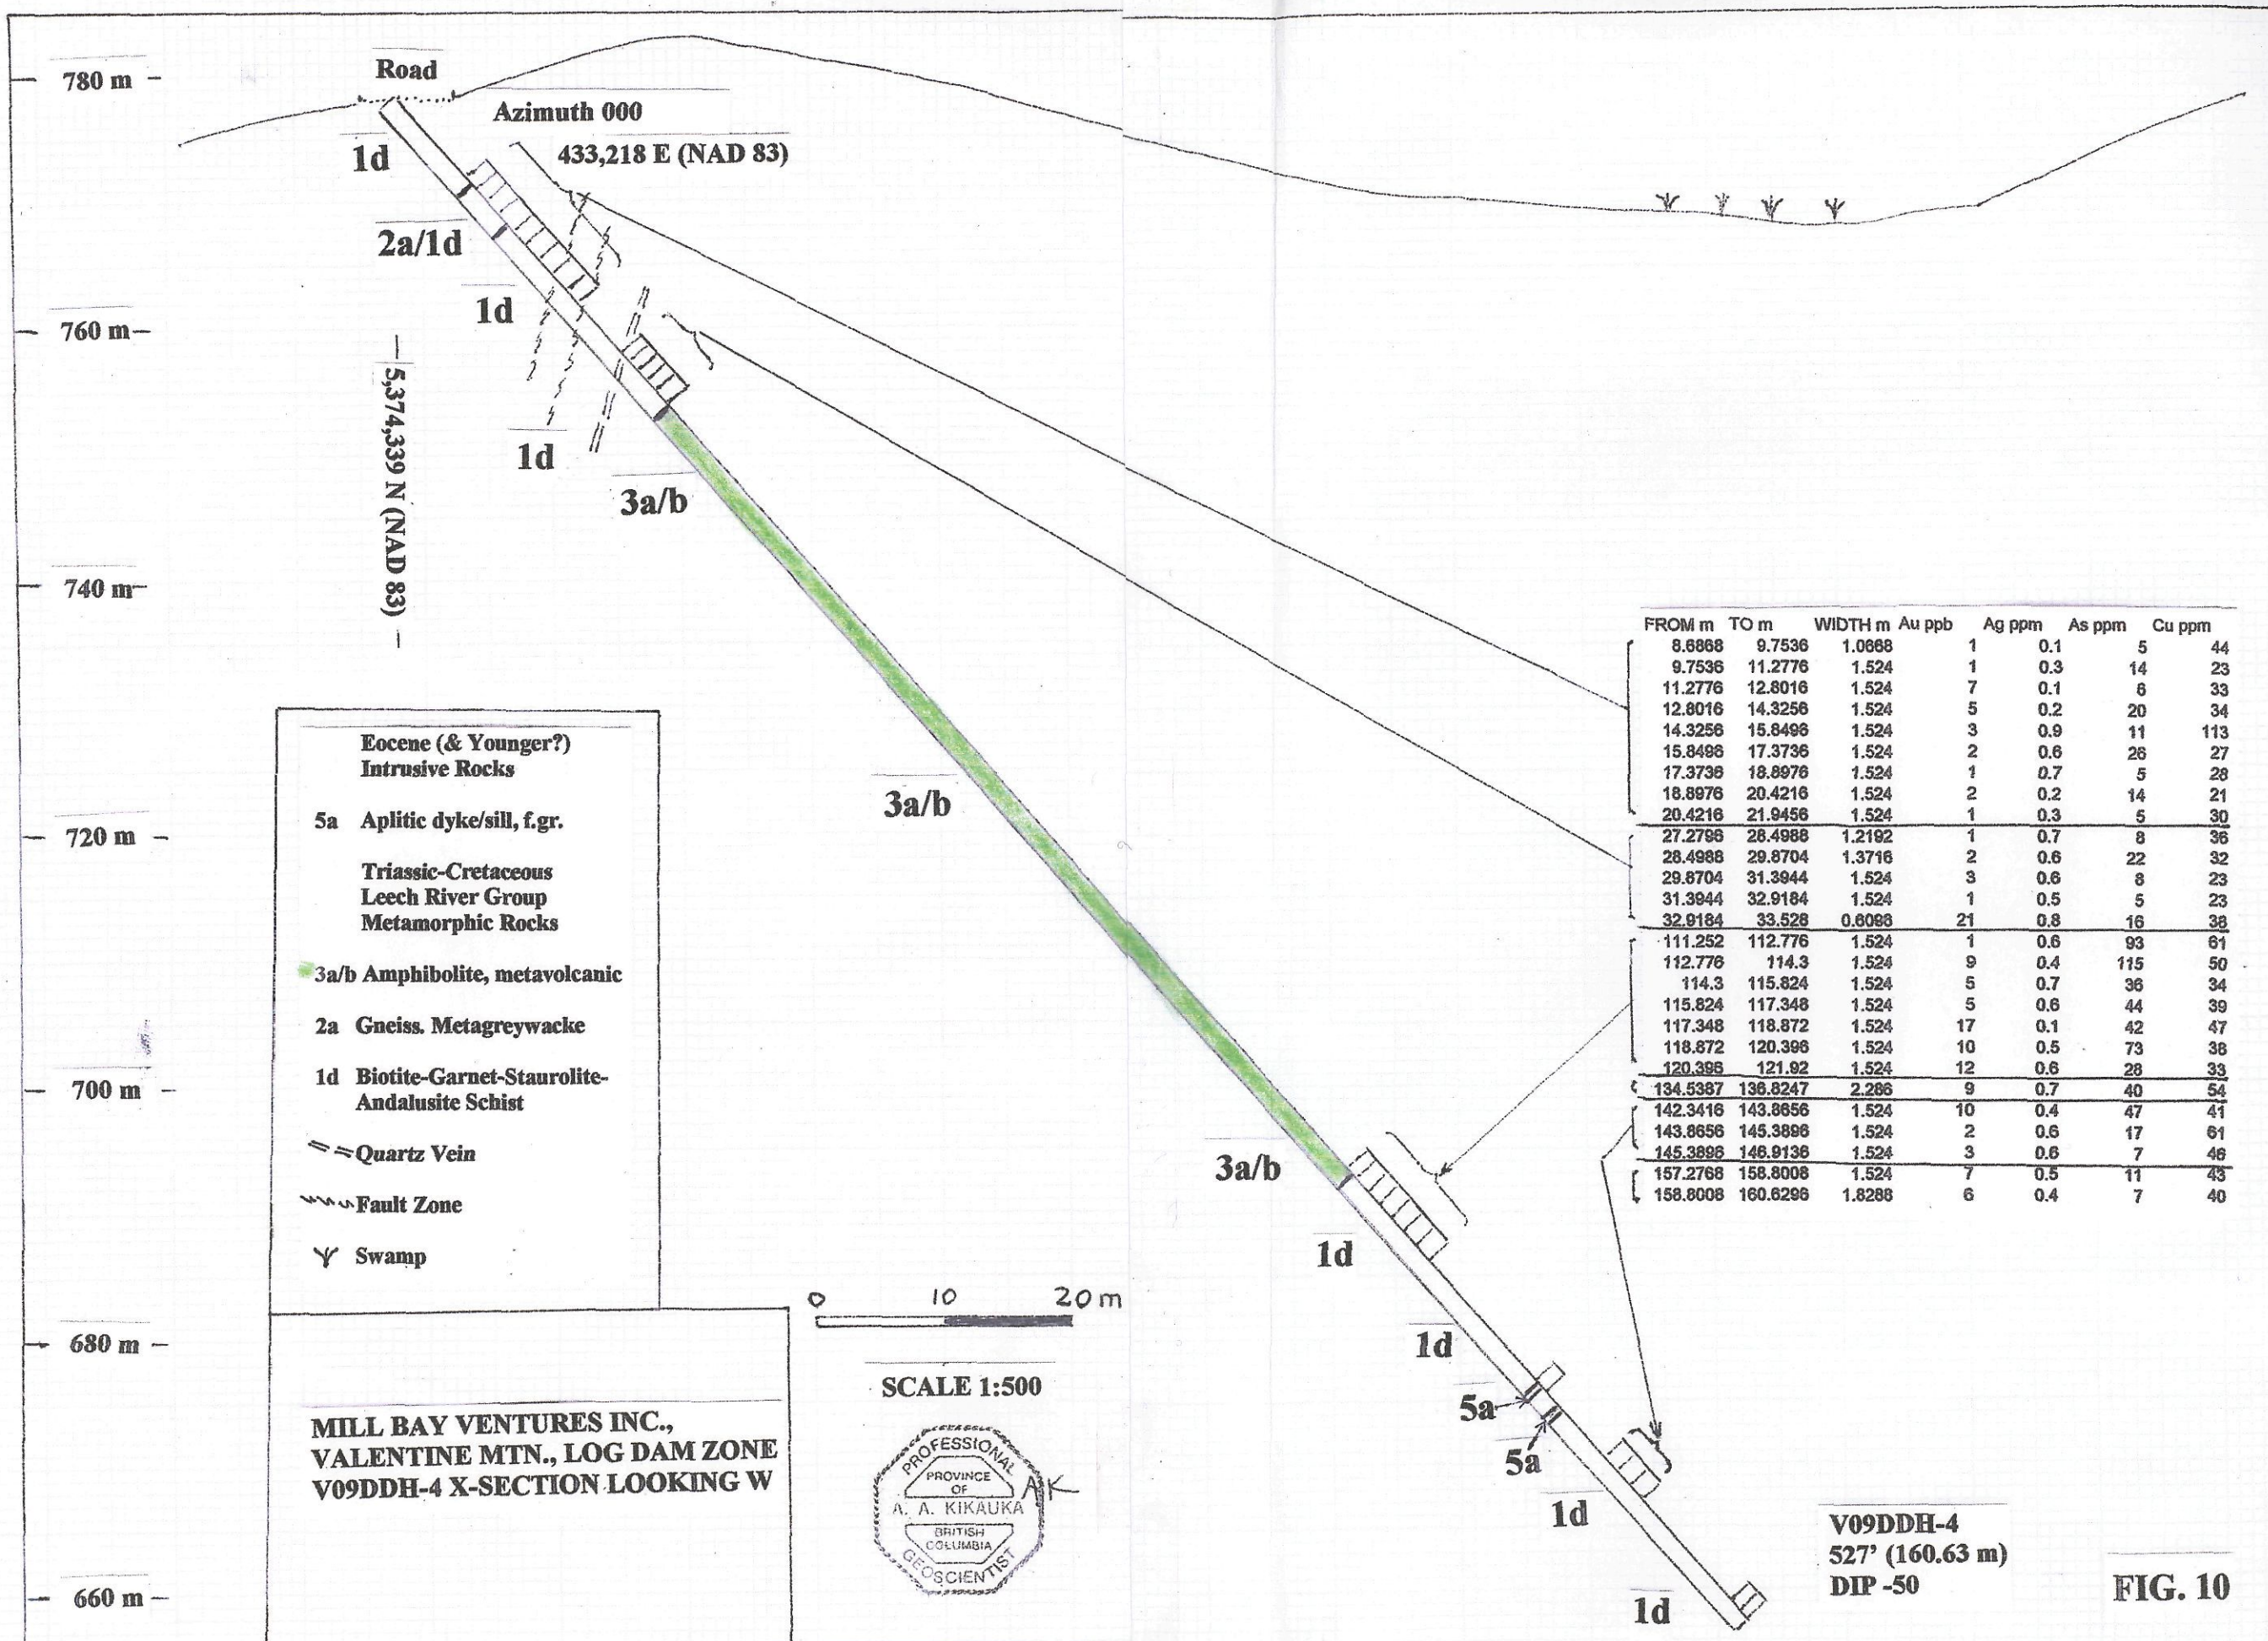 780 m
Road
Azimuth 000
433,218 E (NAD 83)
1d
2a/1d
1d
760 m
5,374,339 N (NAD 83)
1d
3a/b
740 m
FROM m TO m WIDTH m Au ppb Ag ppm As ppm Cu ppm
8.6868 9.7536 1.0668 1 0.1 5 44
9.7536 11.2776 1.524 1 0.3 14 23
11.2776 12.8016 1.524 7 0.1 6 33
12.8016 14.3256 1.524 5 0.2 20 34
14.3256 15.8496 1.524 3 0.9 11 113
15.8496 17.3736 1.524 2 0.6 26 27
17.3736 18.8976 1.524 1 0.7 5 28
18.8976 20.4216 1.524 2 0.2 14 21
20.4216 21.9456 1.524 1 0.3 5 30
27.2796 28.4988 1.2192 1 0.7 8 36
28.4988 29.8704 1.3716 2 0.6 22 32
29.8704 31.3944 1.524 3 0.6 8 23
31.3944 32.9184 1.524 1 0.5 5 23
32.9184 33.528 0.6096 21 0.8 16 38
111.252 112.776 1.524 1 0.6 93 61
112.776 114.3 1.524 9 0.4 115 50
114.3 115.824 1.524 5 0.7 36 34
115.824 117.348 1.524 5 0.6 44 39
117.348 118.872 1.524 17 0.1 42 47
118.872 120.396 1.524 10 0.5 73 38
120.396 121.92 1.524 12 0.6 28 33
134.5387 136.8247 2.286 9 0.7 40 54
142.3416 143.8656 1.524 10 0.4 47 41
143.8656 145.3896 1.524 2 0.6 17 61
145.3896 146.9136 1.524 3 0.6 7 46
157.2768 158.8008 1.524 7 0.5 11 43
158.8008 160.6296 1.8288 6 0.4 7 40
Eocene (& Younger?)
Intrusive Rocks
5a Aplitic dyke/sill, f.gr.
Triassic-Cretaceous
Leech River Group
Metamorphic Rocks
3a/b Amphibolite, metavolcanic
2a Gneiss. Metagreywacke
1d Biotite-Garnet-Staurolite-
Andalusite Schist
Quartz Vein
Fault Zone
Swamp
3a/b
720 m
700 m
3a/b
1d
0 10 20 m
680 m
1d
SCALE 1:500
5a
5a
MILL BAY VENTURES INC.,
VALENTINE MTN., LOG DAM ZONE
V09DDH-4 X-SECTION LOOKING W
PROFESSIONAL
PROVINCE
OF
A. A. KIKAUKA
BRITISH
COLUMBIA
GEOSCIENTIST
AK
1d
V09DDH-4
527' (160.63 m)
DIP -50
FIG. 10
660 m
1d